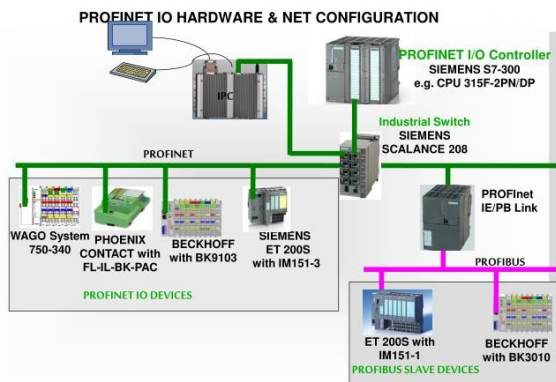 PROFINET IO HARDWARE & NET CONFIGURATION
IPC
PROFINET I/O Controller
SIEMENS S7-300
e.g. CPU 315F-2PN/DP
Industrial Switch
SIEMENS
SCALANCE 208
PROFINET
WAGO System
750-340
PHOENIX
CONTACT with
FL-IL-BK-PAC
BECKHOFF
with BK9103
SIEMENS
ET 200S
with IM151-3
PROFINET IO DEVICES
PROFInet
IE/PB Link
PROFIBUS
ET 200S with
IM151-1
BECKHOFF
with BK3010
PROFIBUS SLAVE DEVICES